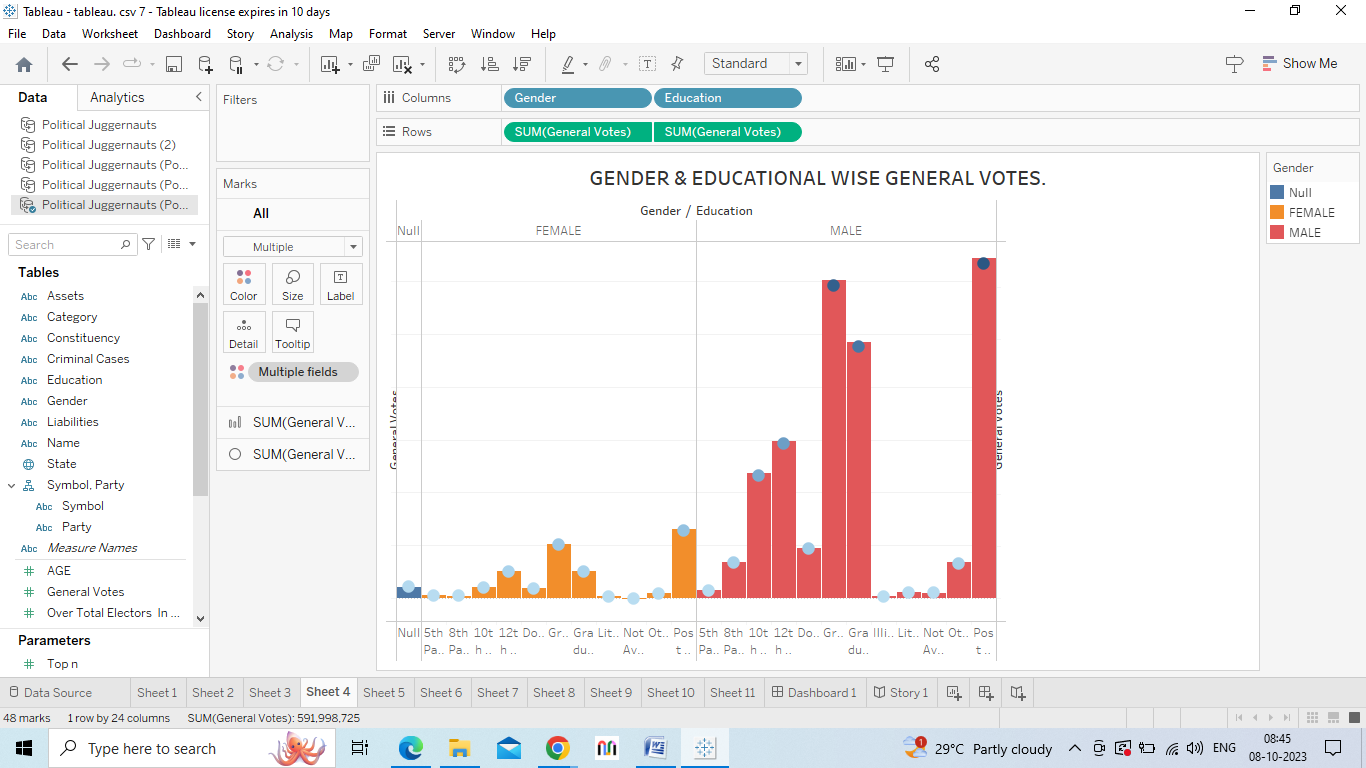 Tableau - tableau. csv 7 - Tableau license expires in 10 days
File Data Worksheet Dashboard Story Analysis Map Format Server Window Help
Standard
Show Me
Data Analytics
Political Juggernauts
Political Juggernauts (2)
Political Juggernauts (Po...
Political Juggernauts (Po...
Political Juggernauts (Po...
Search
Tables
Abc Assets
Abc Category
Abc Constituency
Abc Criminal Cases
Abc Education
Abc Gender
Abc Liabilities
Abc Name
State
Symbol, Party
Abc Symbol
Abc Party
Abc Measure Names
# AGE
# General Votes
# Over Total Electors In ...
Parameters
# Top n
Filters
Marks
All
Multiple
Color Size Label
Detail Tooltip
Multiple fields
SUM(General V...
SUM(General V...
Columns Gender Education
Rows SUM(General Votes) SUM(General Votes)
GENDER & EDUCATIONAL WISE GENERAL VOTES.
Gender / Education
Null FEMALE MALE
General Votes
General Votes
Null 5th 8th 10t 12t Do.. Gr.. Gra Lit.. Not Ot.. Pos 5th 8th 10t 12t Do.. Gr.. Gra Illi.. Lit.. Not Ot.. Pos
Pa.. Pa.. h .. h .. du.. Av.. t .. Pa.. Pa.. h .. h .. du.. Av.. t ..
Gender
Null
FEMALE
MALE
Data Source Sheet 1 Sheet 2 Sheet 3 Sheet 4 Sheet 5 Sheet 6 Sheet 7 Sheet 8 Sheet 9 Sheet 10 Sheet 11 Dashboard 1 Story 1
48 marks 1 row by 24 columns SUM(General Votes): 591,998,725
Type here to search
1
29°C Partly cloudy
ENG
08:45
08-10-2023